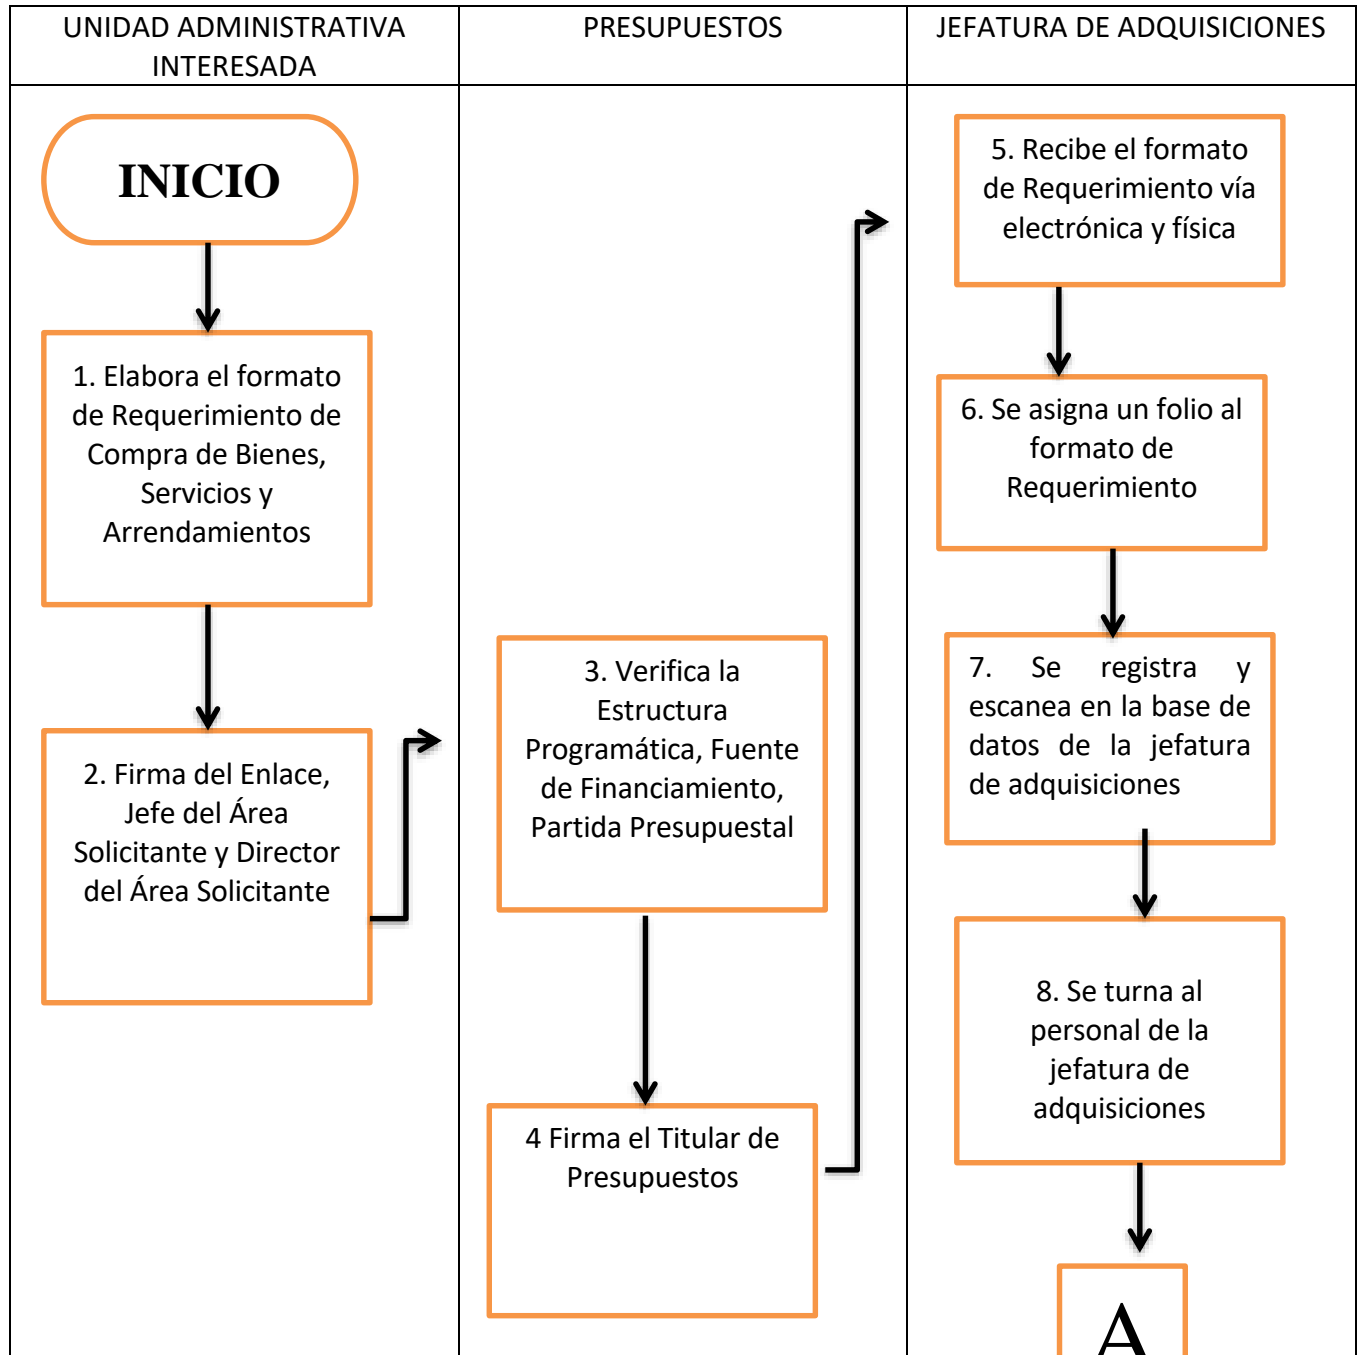 UNIDAD ADMINISTRATIVA
INTERESADA
PRESUPUESTOS
JEFATURA DE ADQUISICIONES
INICIO
1. Elabora el formato
de Requerimiento de
Compra de Bienes,
Servicios y
Arrendamientos
2. Firma del Enlace,
Jefe del Área
Solicitante y Director
del Área Solicitante
3. Verifica la
Estructura
Programática, Fuente
de Financiamiento,
Partida Presupuestal
4 Firma el Titular de
Presupuestos
5. Recibe el formato
de Requerimiento vía
electrónica y física
6. Se asigna un folio al
formato de
Requerimiento
7. Se registra y
escanea en la base de
datos de la jefatura
de adquisiciones
8. Se turna al
personal de la
jefatura de
adquisiciones
A